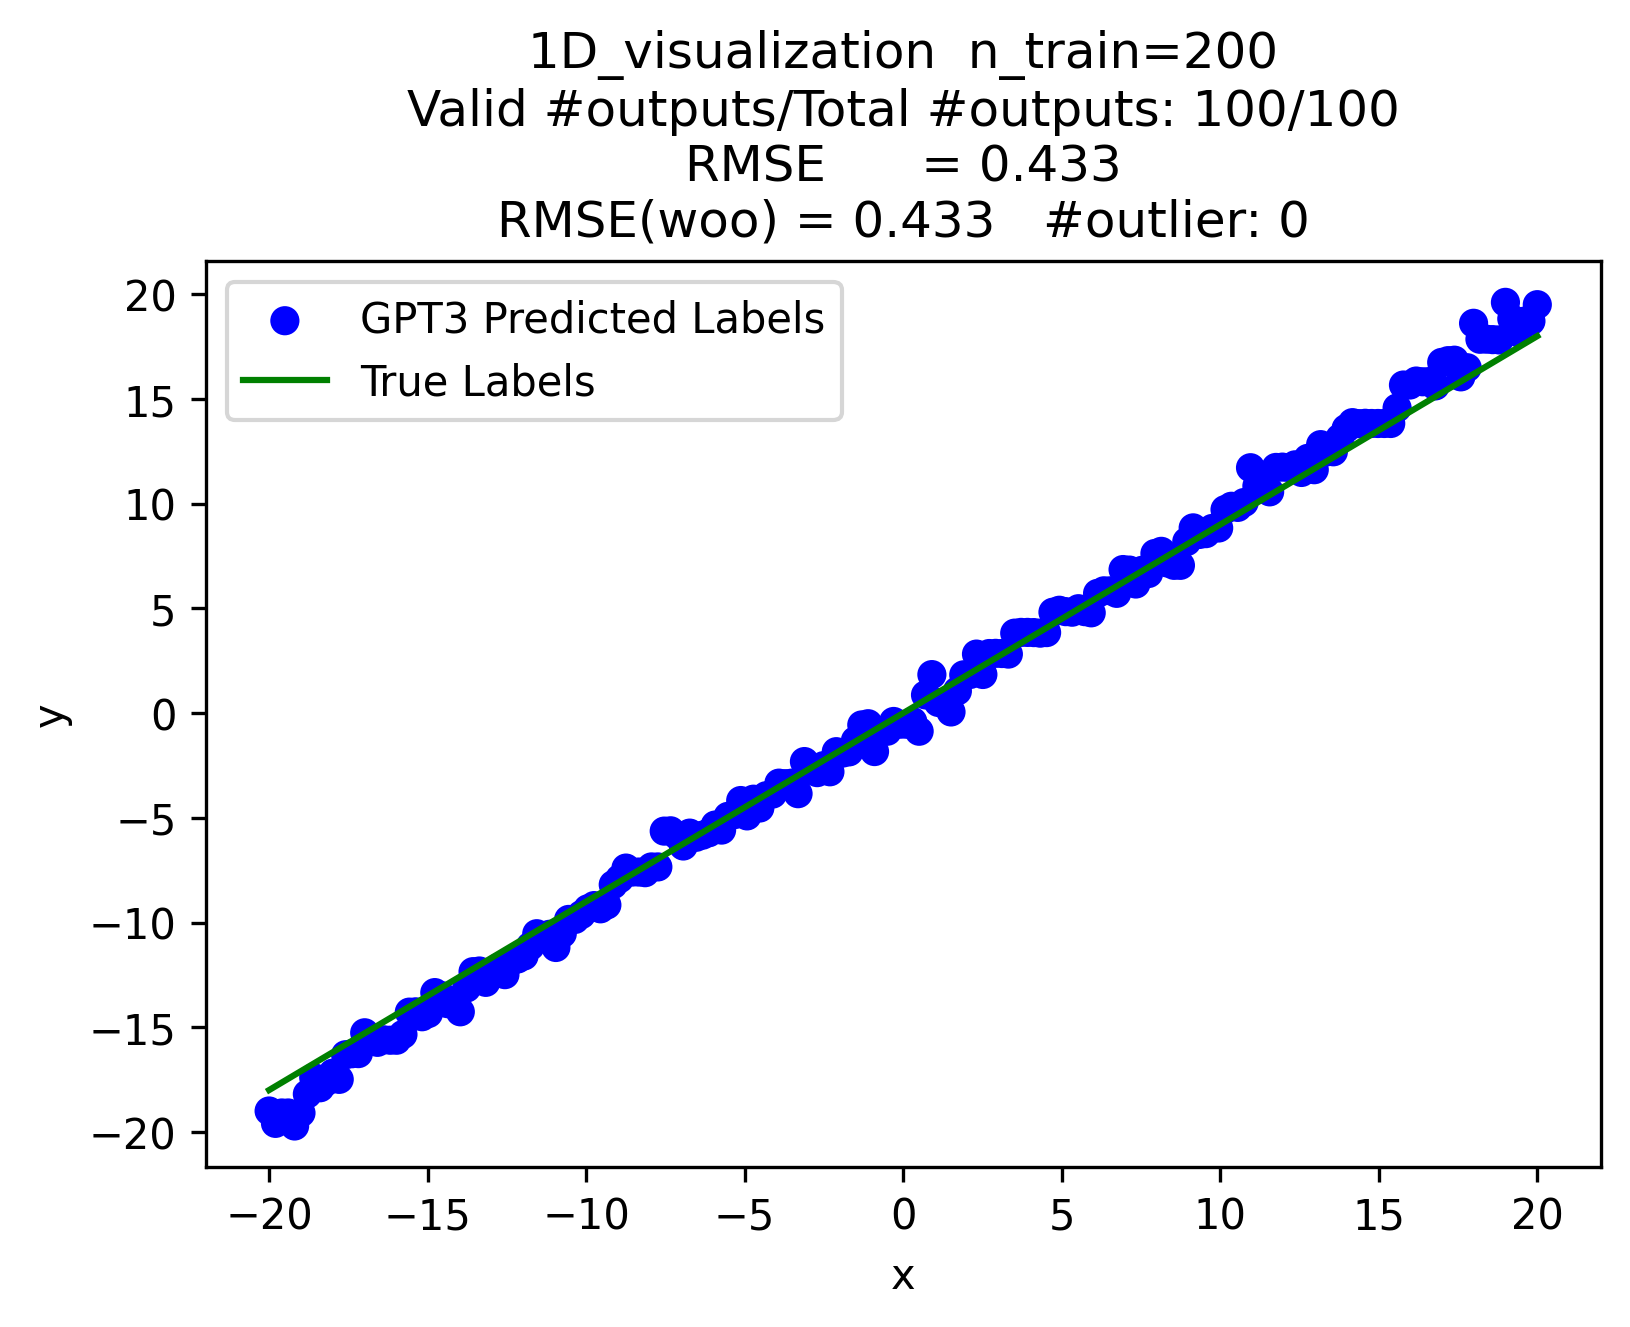 1D_visualization  n_train=200
Valid #outputs/Total #outputs: 100/100
RMSE      = 0.433
RMSE(woo) = 0.433   #outlier: 0
GPT3 Predicted Labels
True Labels
20
15
10
5
0
−5
−10
−15
−20
y
−20 −15 −10 −5 0 5 10 15 20
x